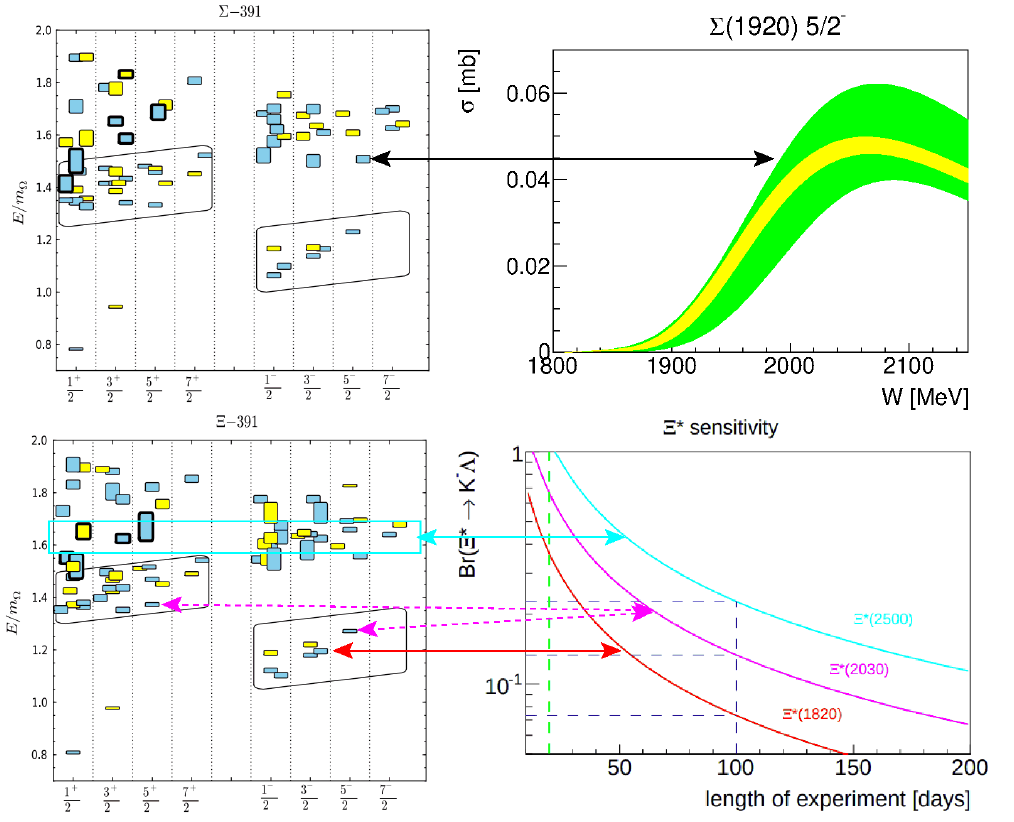 Σ−391
E/mΩ
2.0
1.8
1.6
1.4
1.2
1.0
0.8
1/2⁺ 3/2⁺ 5/2⁺ 7/2⁺ 1/2⁻ 3/2⁻ 5/2⁻ 7/2⁻
Σ(1920) 5/2⁻
σ [mb]
0.06
0.04
0.02
0
1800 1900 2000 2100
W [MeV]
Ξ−391
E/mΩ
2.0
1.8
1.6
1.4
1.2
1.0
0.8
1/2⁺ 3/2⁺ 5/2⁺ 7/2⁺ 1/2⁻ 3/2⁻ 5/2⁻ 7/2⁻
Ξ* sensitivity
Br(Ξ* → K⁻Λ)
1
10⁻¹
Ξ*(2500)
Ξ*(2030)
Ξ*(1820)
50 100 150 200
length of experiment [days]